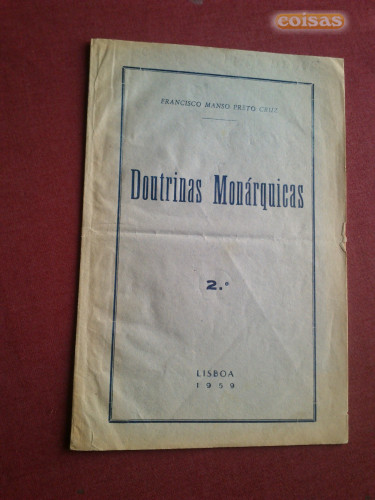 coisas
FRANCISCO MANSO PRETO CRUZ
Doutrinas Monárquicas
2.º
LISBOA
1959